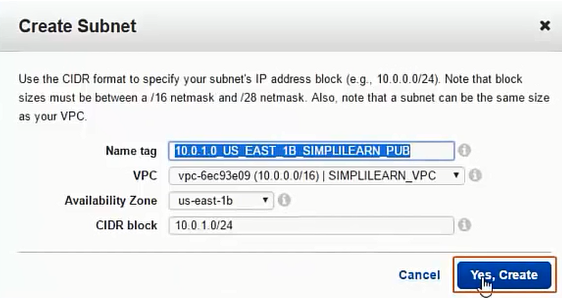 Create Subnet
Use the CIDR format to specify your subnet's IP address block (e.g., 10.0.0.0/24). Note that block
sizes must be between a /16 netmask and /28 netmask. Also, note that a subnet can be the same size
as your VPC.
Name tag 10.0.1.0_US_EAST_1B_SIMPLILEARN_PUB
VPC vpc-6ec93e09 (10.0.0.0/16) | SIMPLILEARN_VPC
Availability Zone us-east-1b
CIDR block 10.0.1.0/24
Cancel Yes, Create